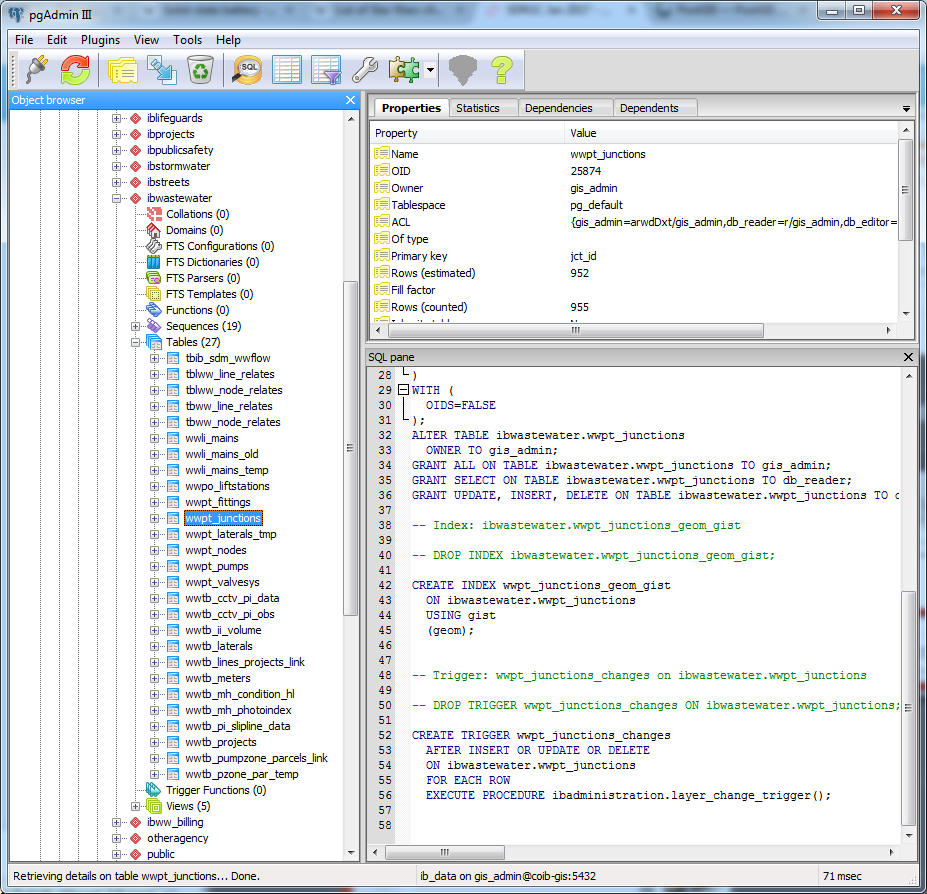 pgAdmin III
File Edit Plugins View Tools Help
SQL
Object browser
iblifeguards
ibprojects
ibpublicsafety
ibstormwater
ibstreets
ibwastewater
Collations (0)
Domains (0)
FTS Configurations (0)
FTS Dictionaries (0)
FTS Parsers (0)
FTS Templates (0)
Functions (0)
Sequences (19)
Tables (27)
tbib_sdm_wwflow
tblww_line_relates
tblww_node_relates
tbww_line_relates
tbww_node_relates
wwli_mains
wwli_mains_old
wwli_mains_temp
wwpo_liftstations
wwpt_fittings
wwpt_junctions
wwpt_laterals_tmp
wwpt_nodes
wwpt_pumps
wwpt_valvesys
wwtb_cctv_pi_data
wwtb_cctv_pi_obs
wwtb_ii_volume
wwtb_laterals
wwtb_lines_projects_link
wwtb_meters
wwtb_mh_condition_hl
wwtb_mh_photoindex
wwtb_pi_slipline_data
wwtb_projects
wwtb_pumpzone_parcels_link
wwtb_pzone_par_temp
Trigger Functions (0)
Views (5)
ibww_billing
otheragency
public
Properties Statistics Dependencies Dependents
Property Value
Name wwpt_junctions
OID 25874
Owner gis_admin
Tablespace pg_default
ACL {gis_admin=arwdDxt/gis_admin,db_reader=r/gis_admin,db_editor=
Of type
Primary key jct_id
Rows (estimated) 952
Fill factor
Rows (counted) 955
SQL pane
28 )
29 WITH (
30 OIDS=FALSE
31 );
32 ALTER TABLE ibwastewater.wwpt_junctions
33 OWNER TO gis_admin;
34 GRANT ALL ON TABLE ibwastewater.wwpt_junctions TO gis_admin;
35 GRANT SELECT ON TABLE ibwastewater.wwpt_junctions TO db_reader;
36 GRANT UPDATE, INSERT, DELETE ON TABLE ibwastewater.wwpt_junctions TO
37
38 -- Index: ibwastewater.wwpt_junctions_geom_gist
39
40 -- DROP INDEX ibwastewater.wwpt_junctions_geom_gist;
41
42 CREATE INDEX wwpt_junctions_geom_gist
43 ON ibwastewater.wwpt_junctions
44 USING gist
45 (geom);
46
47
48 -- Trigger: wwpt_junctions_changes on ibwastewater.wwpt_junctions
49
50 -- DROP TRIGGER wwpt_junctions_changes ON ibwastewater.wwpt_junctions;
51
52 CREATE TRIGGER wwpt_junctions_changes
53 AFTER INSERT OR UPDATE OR DELETE
54 ON ibwastewater.wwpt_junctions
55 FOR EACH ROW
56 EXECUTE PROCEDURE ibadministration.layer_change_trigger();
57
58
Retrieving details on table wwpt_junctions... Done. ib_data on gis_admin@coib-gis:5432 71 msec